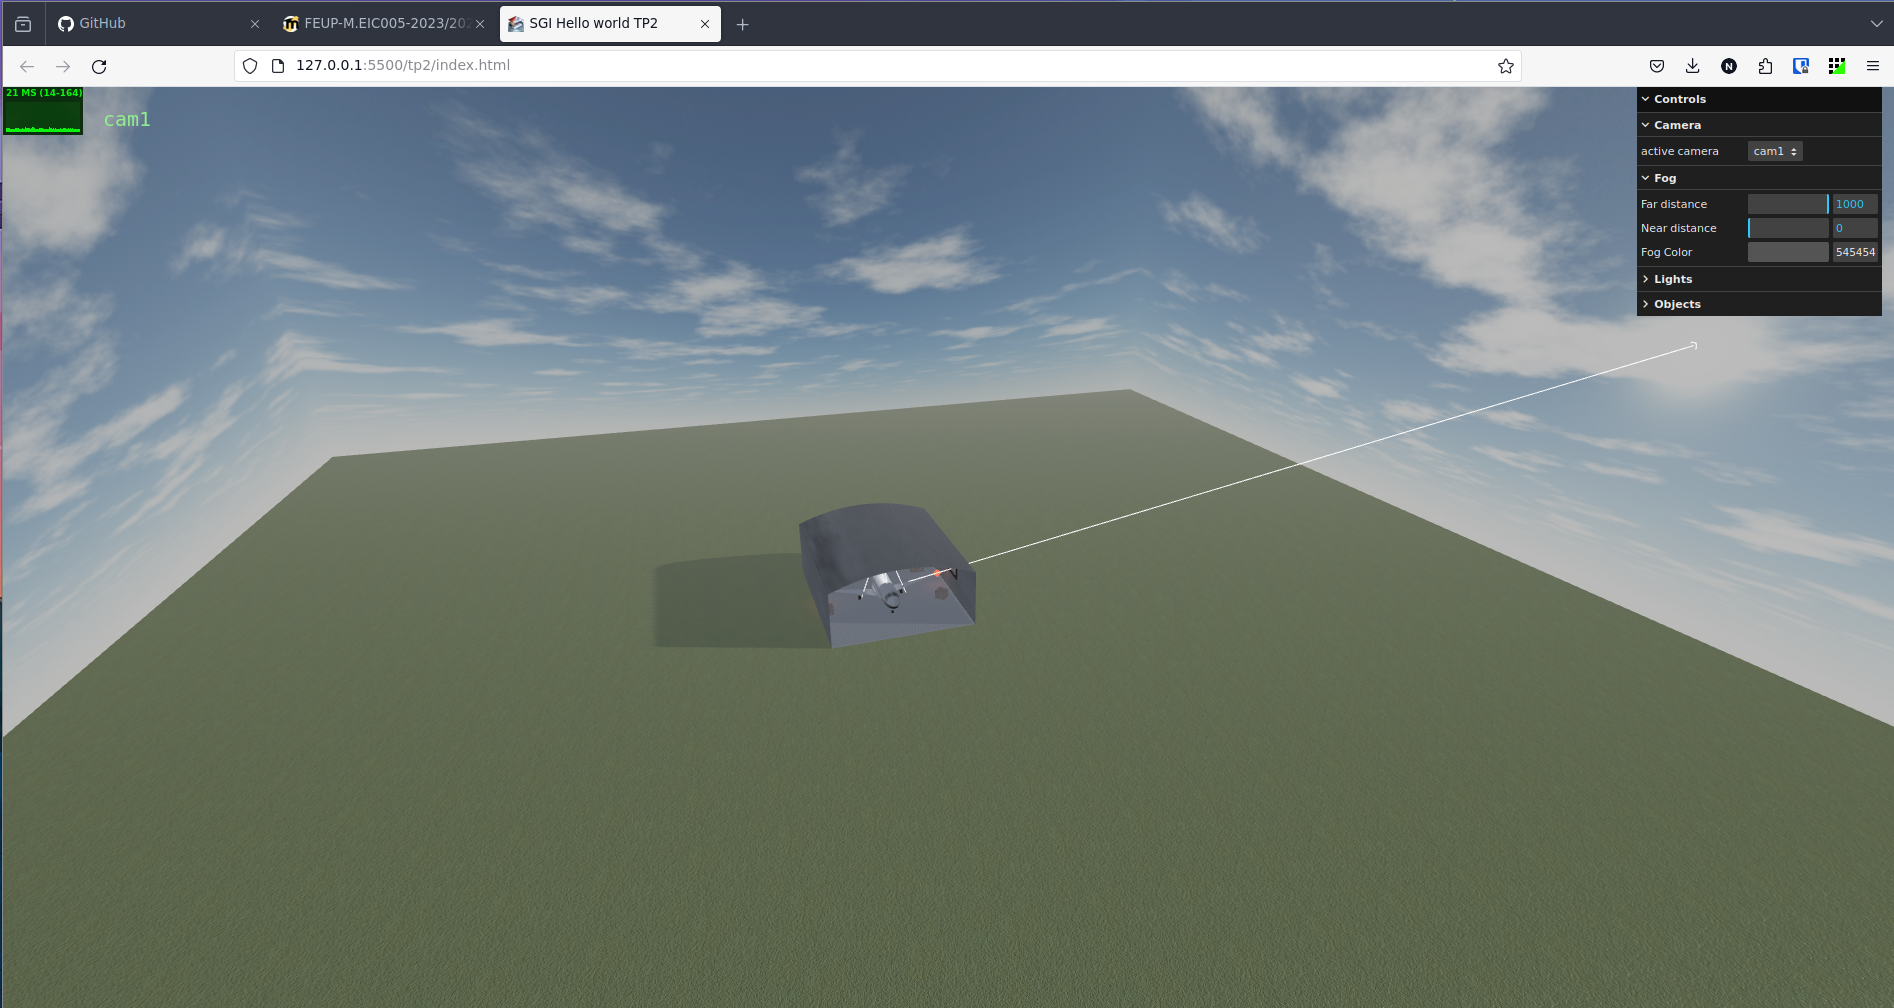 GitHub
FEUP-M.EIC005-2023/202
SGI Hello world TP2
127.0.0.1:5500/tp2/index.html
N
21 MS (14-164)
cam1
Controls
Camera
active camera cam1
Fog
Far distance 1000
Near distance 0
Fog Color 545454
Lights
Objects